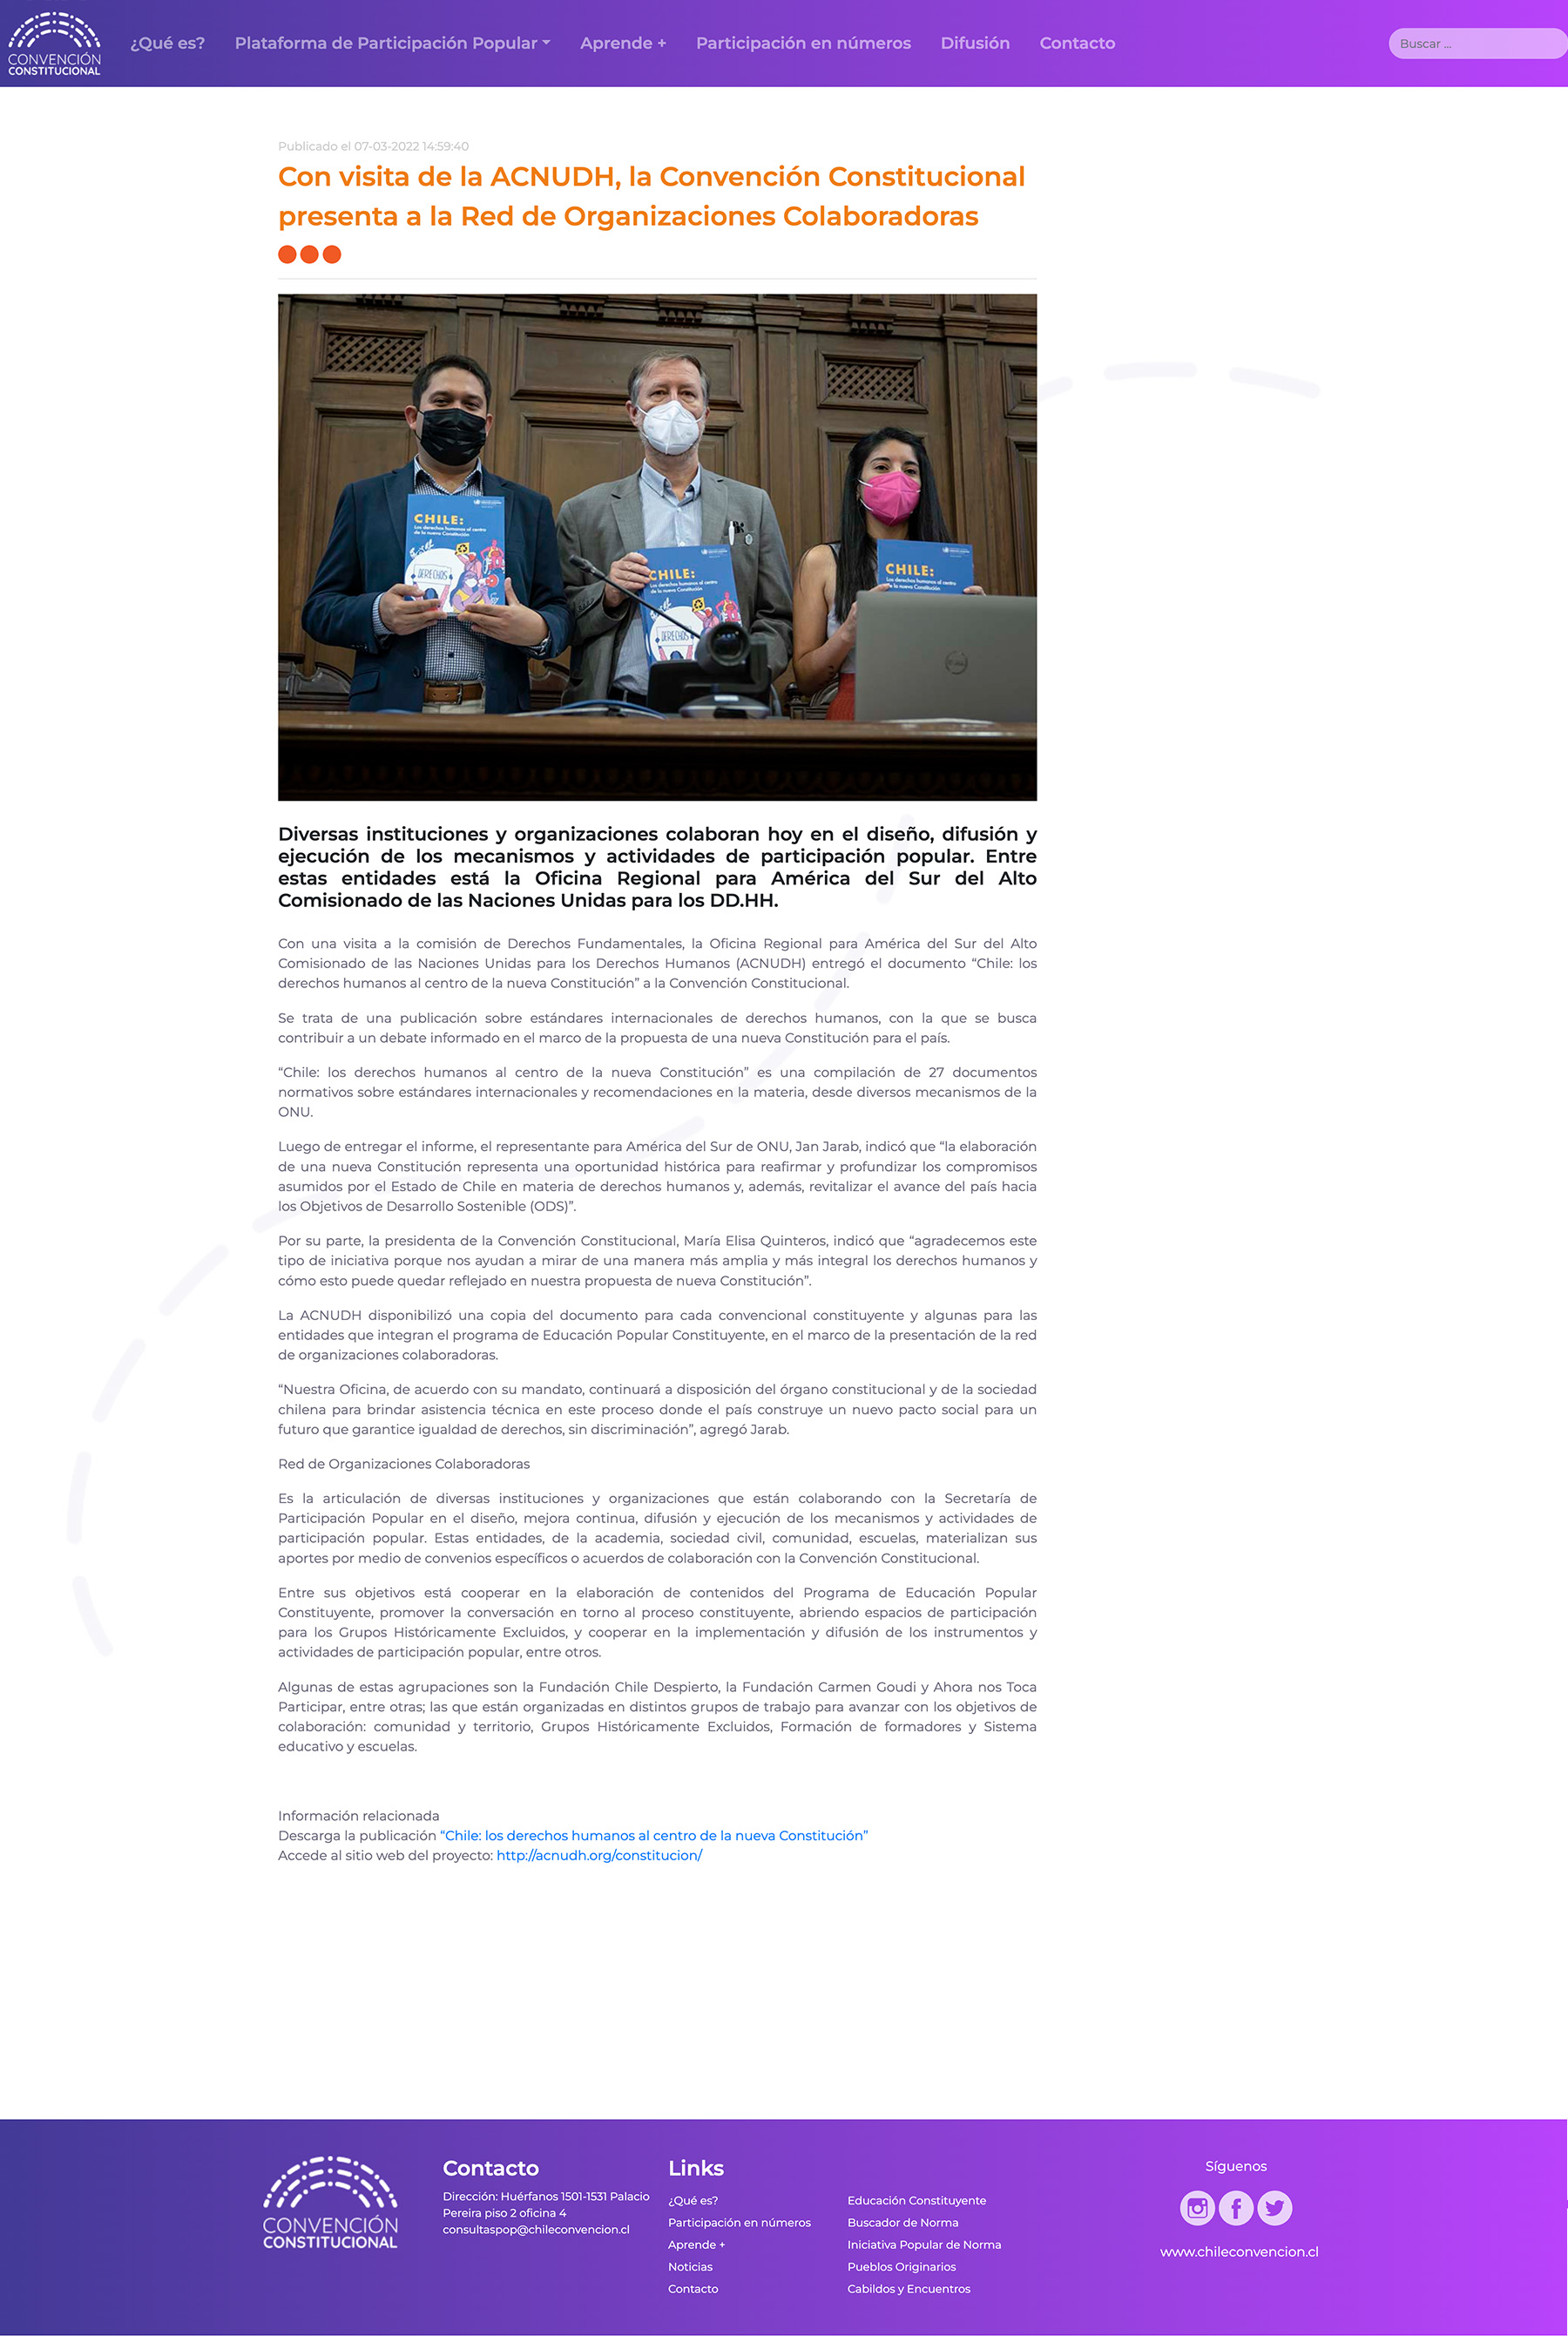 CONVENCIÓN
CONSTITUCIONAL
¿Qué es?
Plataforma de Participación Popular
Aprende +
Participación en números
Difusión
Contacto
Buscar ...
Publicado el 07-03-2022 14:59:40
Con visita de la ACNUDH, la Convención Constitucional
presenta a la Red de Organizaciones Colaboradoras
CHILE:
Los derechos humanos al centro
de la nueva Constitución
DERECHOS
CHILE:
Los derechos humanos al centro
de la nueva Constitución
DERECHOS
CHILE:
Los derechos humanos al centro
de la nueva Constitución
Diversas instituciones y organizaciones colaboran hoy en el diseño, difusión y
ejecución de los mecanismos y actividades de participación popular. Entre
estas entidades está la Oficina Regional para América del Sur del Alto
Comisionado de las Naciones Unidas para los DD.HH.
Con una visita a la comisión de Derechos Fundamentales, la Oficina Regional para América del Sur del Alto
Comisionado de las Naciones Unidas para los Derechos Humanos (ACNUDH) entregó el documento “Chile: los
derechos humanos al centro de la nueva Constitución” a la Convención Constitucional.
Se trata de una publicación sobre estándares internacionales de derechos humanos, con la que se busca
contribuir a un debate informado en el marco de la propuesta de una nueva Constitución para el país.
“Chile: los derechos humanos al centro de la nueva Constitución” es una compilación de 27 documentos
normativos sobre estándares internacionales y recomendaciones en la materia, desde diversos mecanismos de la
ONU.
Luego de entregar el informe, el representante para América del Sur de ONU, Jan Jarab, indicó que “la elaboración
de una nueva Constitución representa una oportunidad histórica para reafirmar y profundizar los compromisos
asumidos por el Estado de Chile en materia de derechos humanos y, además, revitalizar el avance del país hacia
los Objetivos de Desarrollo Sostenible (ODS)”.
Por su parte, la presidenta de la Convención Constitucional, María Elisa Quinteros, indicó que “agradecemos este
tipo de iniciativa porque nos ayudan a mirar de una manera más amplia y más integral los derechos humanos y
cómo esto puede quedar reflejado en nuestra propuesta de nueva Constitución”.
La ACNUDH disponibilizó una copia del documento para cada convencional constituyente y algunas para las
entidades que integran el programa de Educación Popular Constituyente, en el marco de la presentación de la red
de organizaciones colaboradoras.
“Nuestra Oficina, de acuerdo con su mandato, continuará a disposición del órgano constitucional y de la sociedad
chilena para brindar asistencia técnica en este proceso donde el país construye un nuevo pacto social para un
futuro que garantice igualdad de derechos, sin discriminación”, agregó Jarab.
Red de Organizaciones Colaboradoras
Es la articulación de diversas instituciones y organizaciones que están colaborando con la Secretaría de
Participación Popular en el diseño, mejora continua, difusión y ejecución de los mecanismos y actividades de
participación popular. Estas entidades, de la academia, sociedad civil, comunidad, escuelas, materializan sus
aportes por medio de convenios específicos o acuerdos de colaboración con la Convención Constitucional.
Entre sus objetivos está cooperar en la elaboración de contenidos del Programa de Educación Popular
Constituyente, promover la conversación en torno al proceso constituyente, abriendo espacios de participación
para los Grupos Históricamente Excluidos, y cooperar en la implementación y difusión de los instrumentos y
actividades de participación popular, entre otros.
Algunas de estas agrupaciones son la Fundación Chile Despierto, la Fundación Carmen Goudi y Ahora nos Toca
Participar, entre otras; las que están organizadas en distintos grupos de trabajo para avanzar con los objetivos de
colaboración: comunidad y territorio, Grupos Históricamente Excluidos, Formación de formadores y Sistema
educativo y escuelas.
Información relacionada
Descarga la publicación “Chile: los derechos humanos al centro de la nueva Constitución”
Accede al sitio web del proyecto: http://acnudh.org/constitucion/
CONVENCIÓN
CONSTITUCIONAL
Contacto
Dirección: Huérfanos 1501-1531 Palacio
Pereira piso 2 oficina 4
consultaspop@chileconvencion.cl
Links
¿Qué es?
Participación en números
Aprende +
Noticias
Contacto
Educación Constituyente
Buscador de Norma
Iniciativa Popular de Norma
Pueblos Originarios
Cabildos y Encuentros
Síguenos
www.chileconvencion.cl